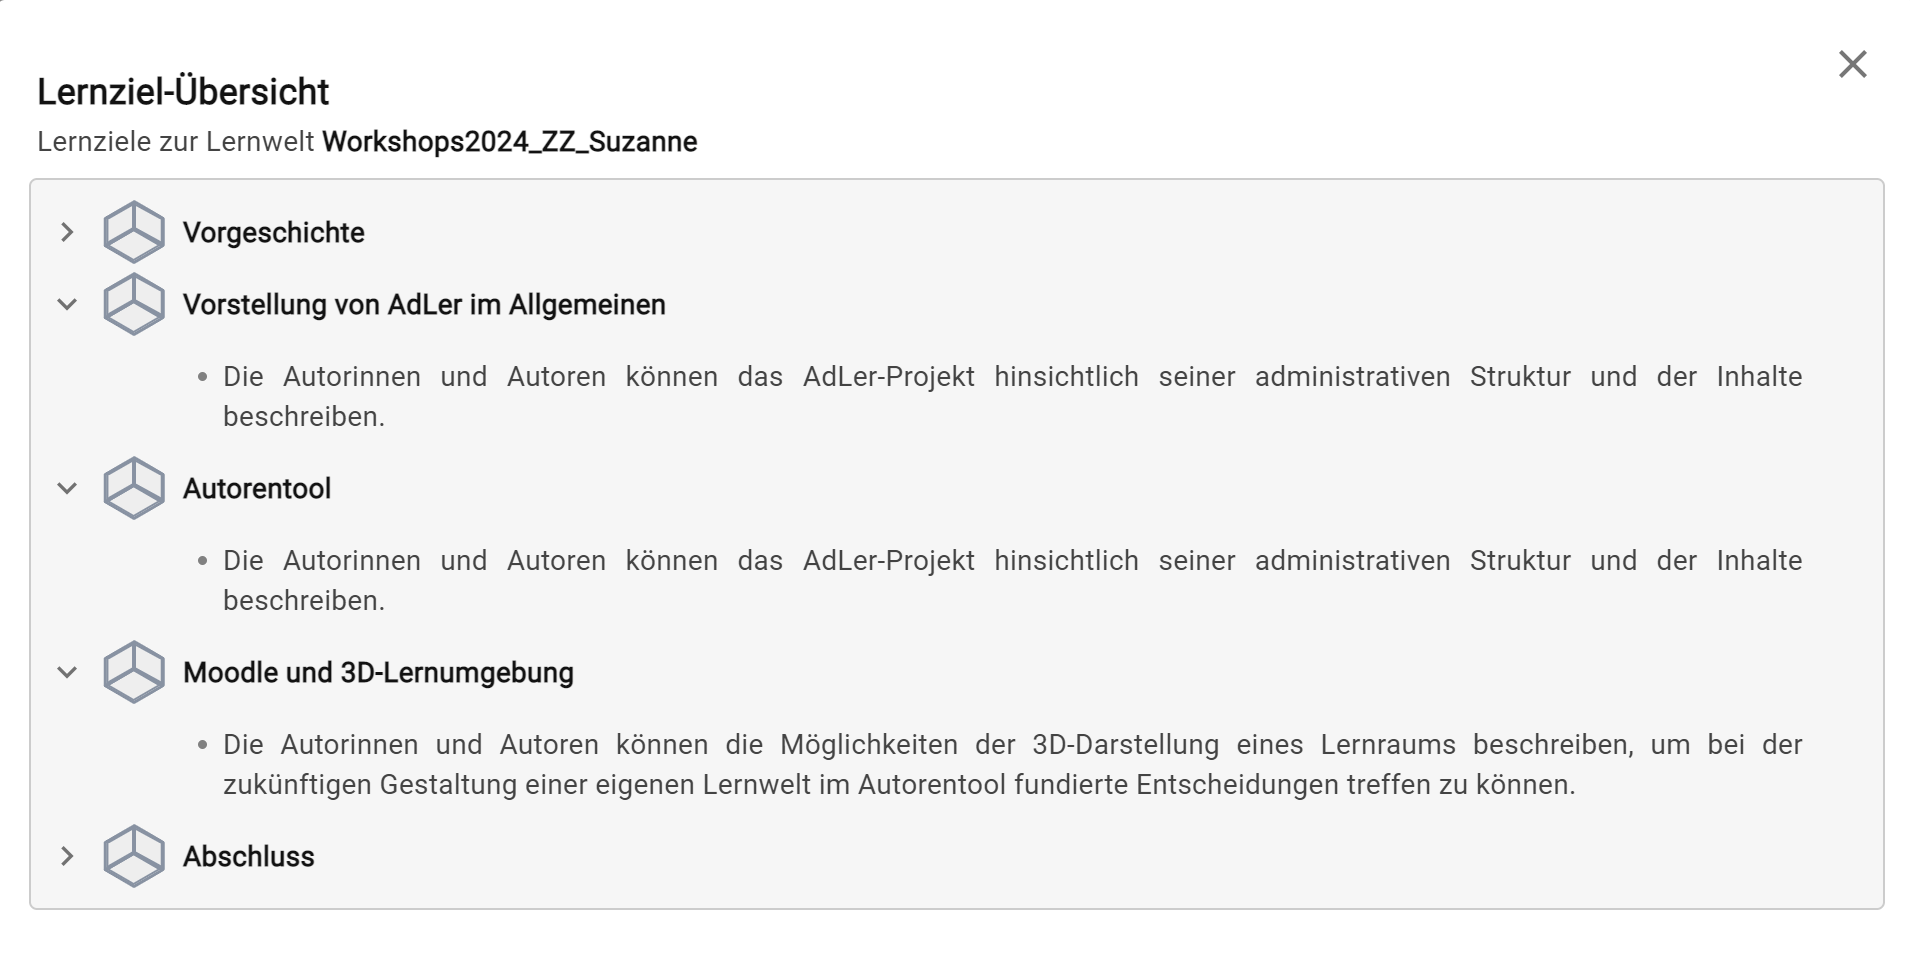 Lernziel-Übersicht
Lernziele zur Lernwelt Workshops2024_ZZ_Suzanne
Vorgeschichte
Vorstellung von AdLer im Allgemeinen
Die Autorinnen und Autoren können das AdLer-Projekt hinsichtlich seiner administrativen Struktur und der Inhalte
beschreiben.
Autorentool
Die Autorinnen und Autoren können das AdLer-Projekt hinsichtlich seiner administrativen Struktur und der Inhalte
beschreiben.
Moodle und 3D-Lernumgebung
Die Autorinnen und Autoren können die Möglichkeiten der 3D-Darstellung eines Lernraums beschreiben, um bei der
zukünftigen Gestaltung einer eigenen Lernwelt im Autorentool fundierte Entscheidungen treffen zu können.
Abschluss